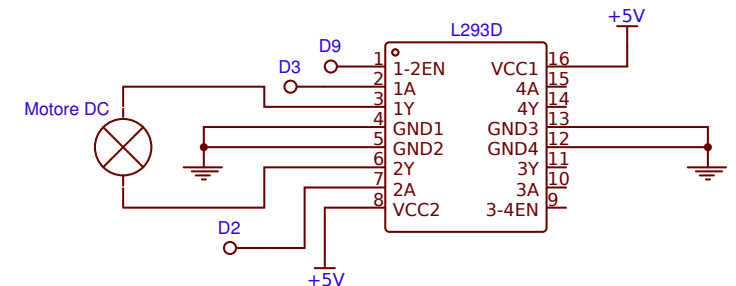 +5V
L293D
D9
D3
Motore DC
D2
+5V
1 1-2EN VCC1 16
2 1A 4A 15
3 1Y 4Y 14
4 GND1 GND3 13
5 GND2 GND4 12
6 2Y 3Y 11
7 2A 3A 10
8 VCC2 3-4EN 9